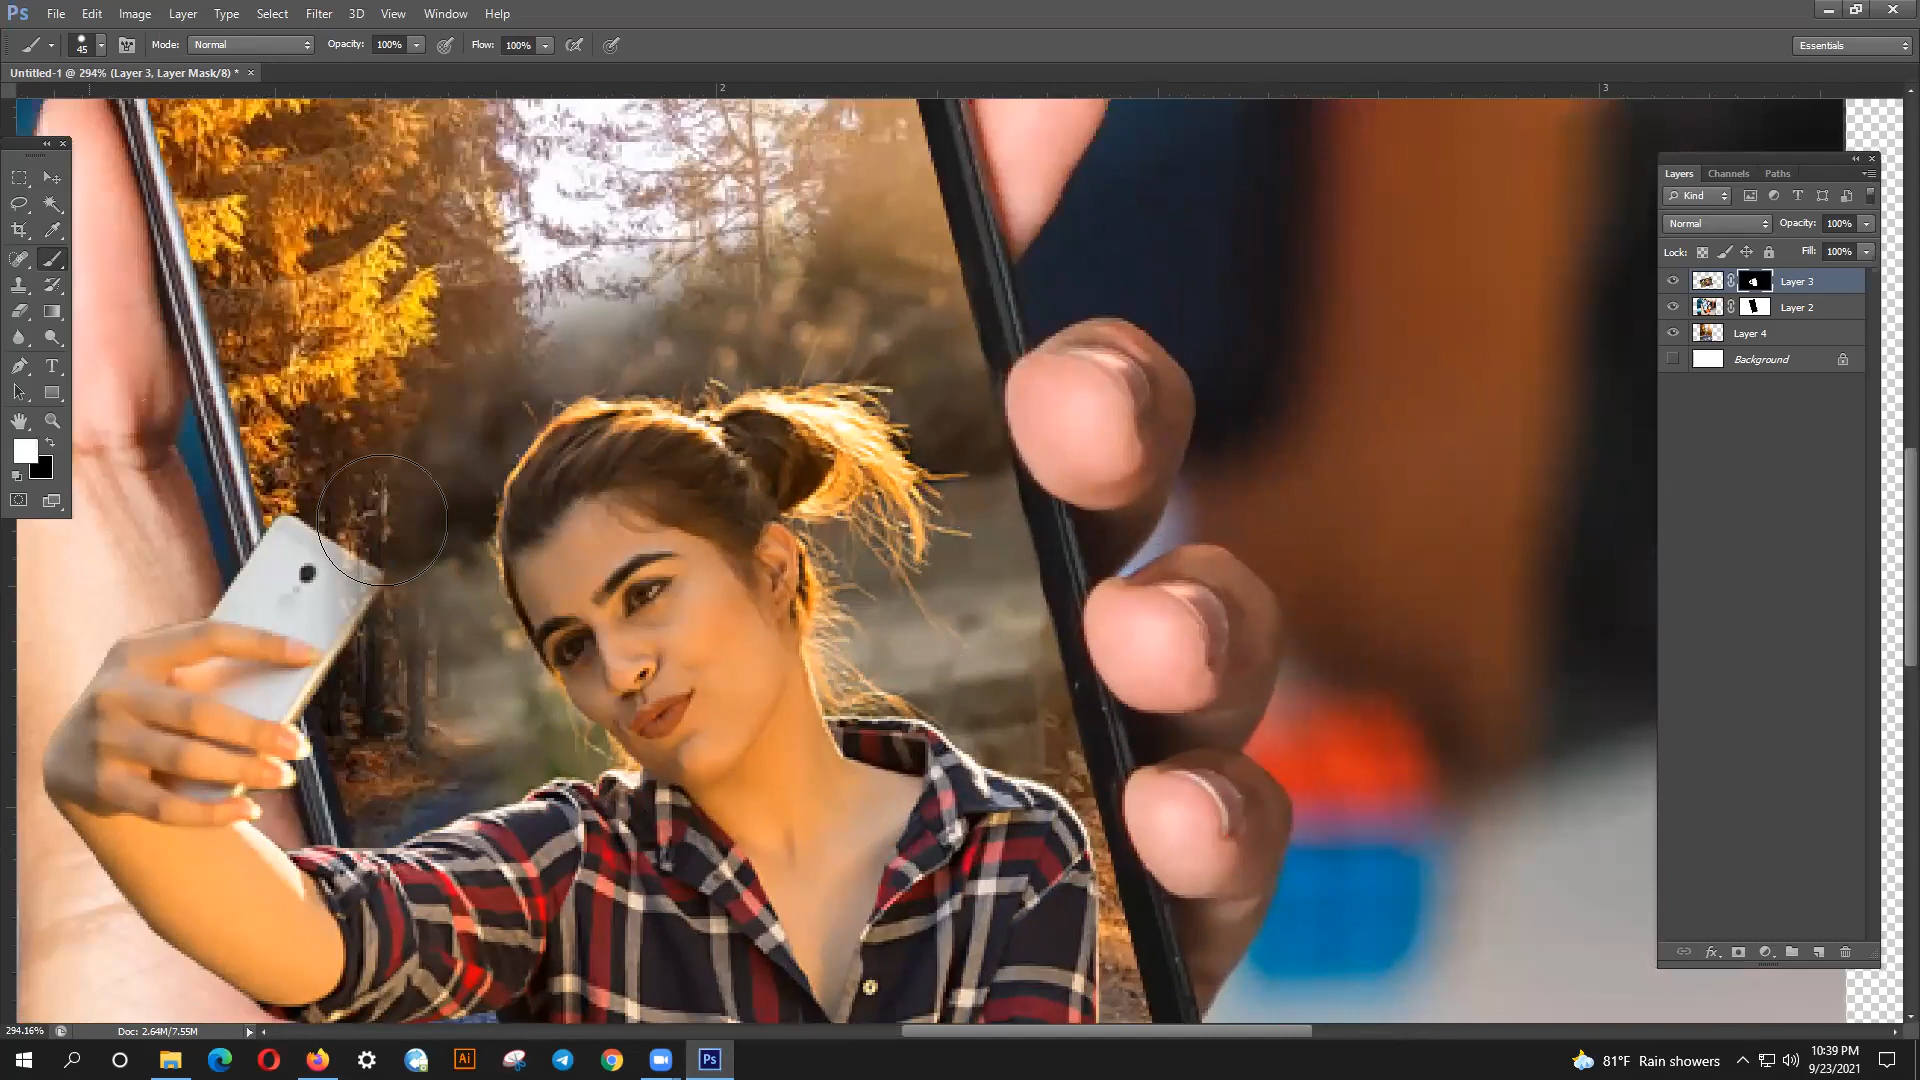 Ps File Edit Image Layer Type Select Filter 3D View Window Help
45 Mode: Normal Opacity: 100% Flow: 100% Essentials
Untitled-1 @ 294% (Layer 3, Layer Mask/8) * ×
2 3
Layers Channels Paths
Kind T
Normal Opacity: 100%
Lock: Fill: 100%
Layer 3
Layer 2
Layer 4
Background
T
fx
294.16% Doc: 2.64M/7.55M
Ai Ps 81°F Rain showers 10:39 PM
9/23/2021